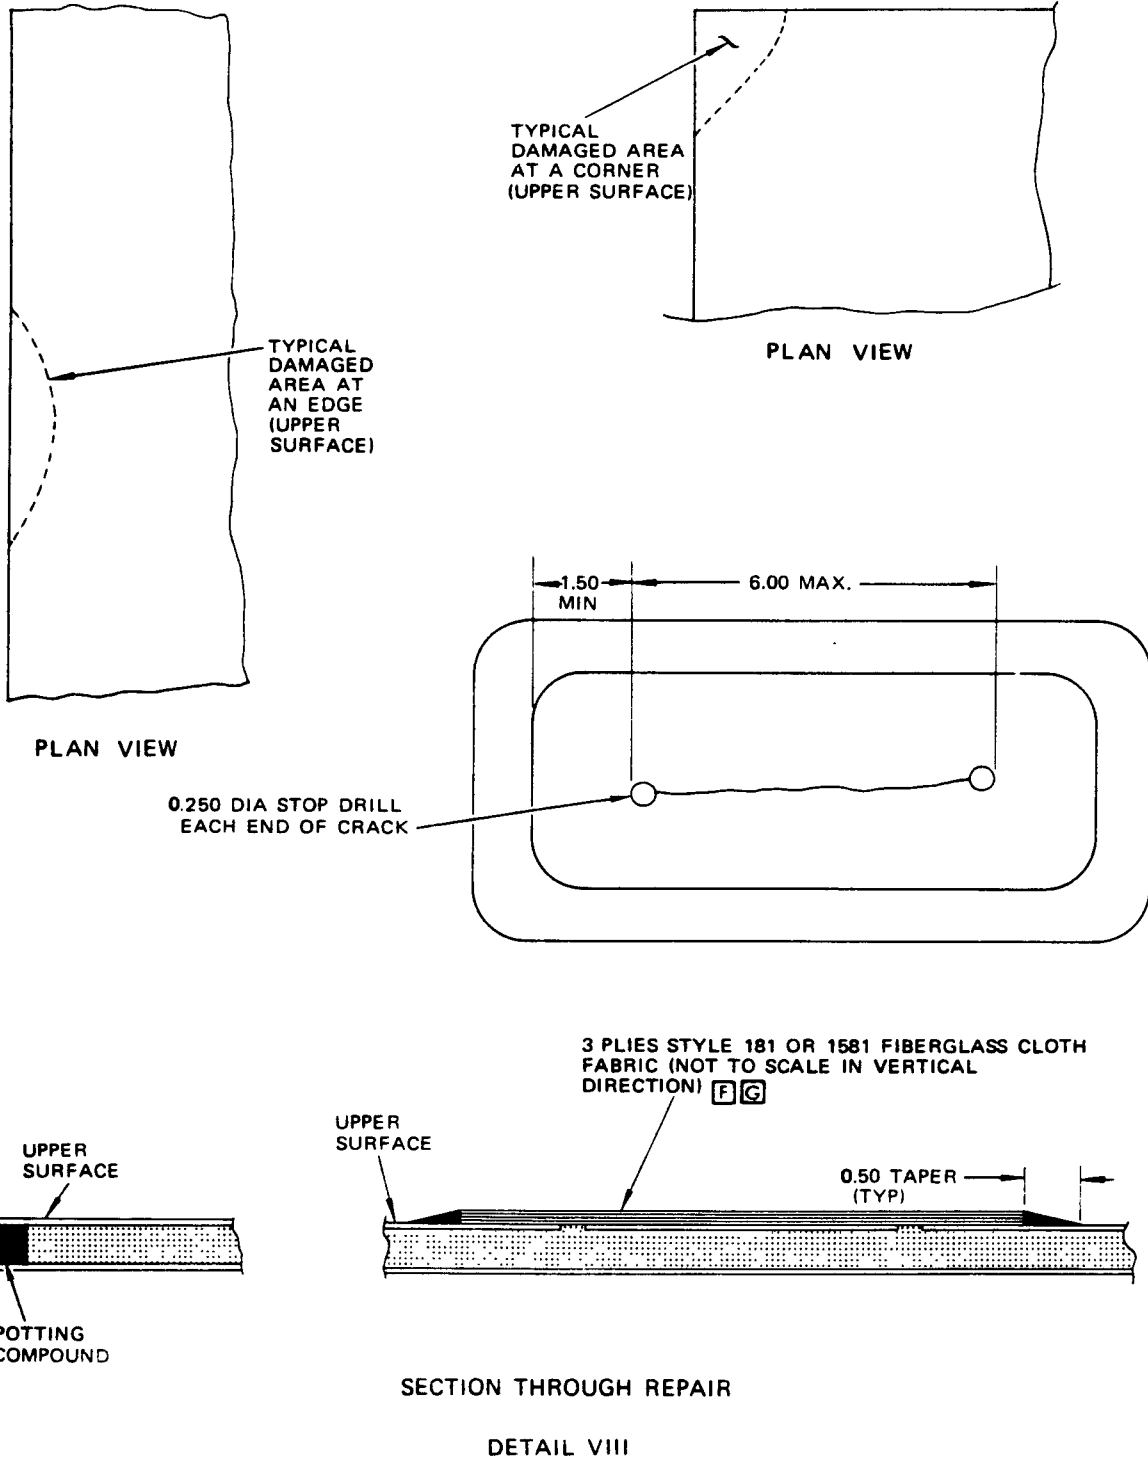 TYPICAL
DAMAGED AREA
AT A CORNER
(UPPER SURFACE)
PLAN VIEW
TYPICAL
DAMAGED
AREA AT
AN EDGE
(UPPER
SURFACE)
PLAN VIEW
1.50
MIN
6.00 MAX.
0.250 DIA STOP DRILL
EACH END OF CRACK
3 PLIES STYLE 181 OR 1581 FIBERGLASS CLOTH
FABRIC (NOT TO SCALE IN VERTICAL
DIRECTION) F G
UPPER
SURFACE
UPPER
SURFACE
0.50 TAPER
(TYP)
POTTING
COMPOUND
SECTION THROUGH REPAIR
DETAIL VIII